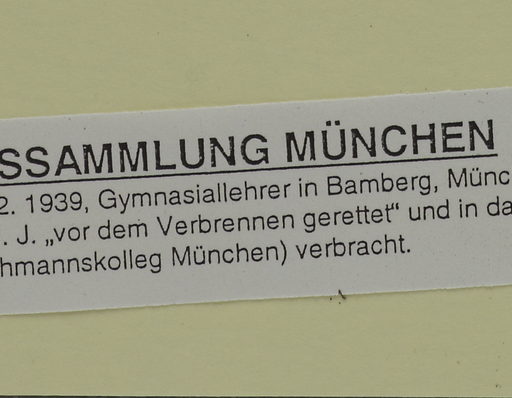 SSAMMLUNG MÜNCHEN
2. 1939, Gymnasiallehrer in Bamberg, Münc
. J. „vor dem Verbrennen gerettet“ und in da
hmannskolleg München) verbracht.